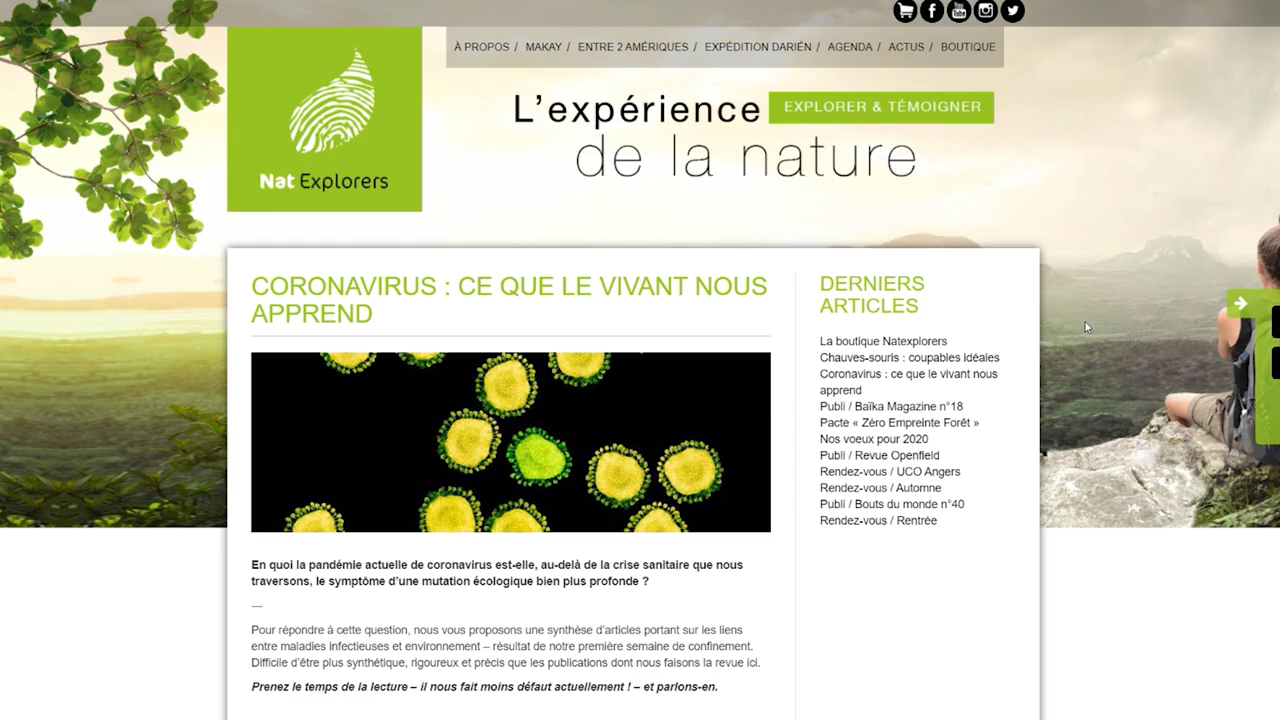 You Tube
À PROPOS / MAKAY / ENTRE 2 AMÉRIQUES / EXPÉDITION DARIÉN / AGENDA / ACTUS / BOUTIQUE
L'expérience EXPLORER & TÉMOIGNER
de la nature
Nat Explorers
CORONAVIRUS : CE QUE LE VIVANT NOUS
APPREND
En quoi la pandémie actuelle de coronavirus est-elle, au-delà de la crise sanitaire que nous
traversons, le symptôme d'une mutation écologique bien plus profonde ?
—
Pour répondre à cette question, nous vous proposons une synthèse d'articles portant sur les liens
entre maladies infectieuses et environnement – résultat de notre première semaine de confinement.
Difficile d'être plus synthétique, rigoureux et précis que les publications dont nous faisons la revue ici.
Prenez le temps de la lecture – il nous fait moins défaut actuellement ! – et parlons-en.
DERNIERS
ARTICLES
La boutique Natexplorers
Chauves-souris : coupables idéales
Coronavirus : ce que le vivant nous
apprend
Publi / Baïka Magazine n°18
Pacte « Zéro Empreinte Forêt »
Nos voeux pour 2020
Publi / Revue Openfield
Rendez-vous / UCO Angers
Rendez-vous / Automne
Publi / Bouts du monde n°40
Rendez-vous / Rentrée